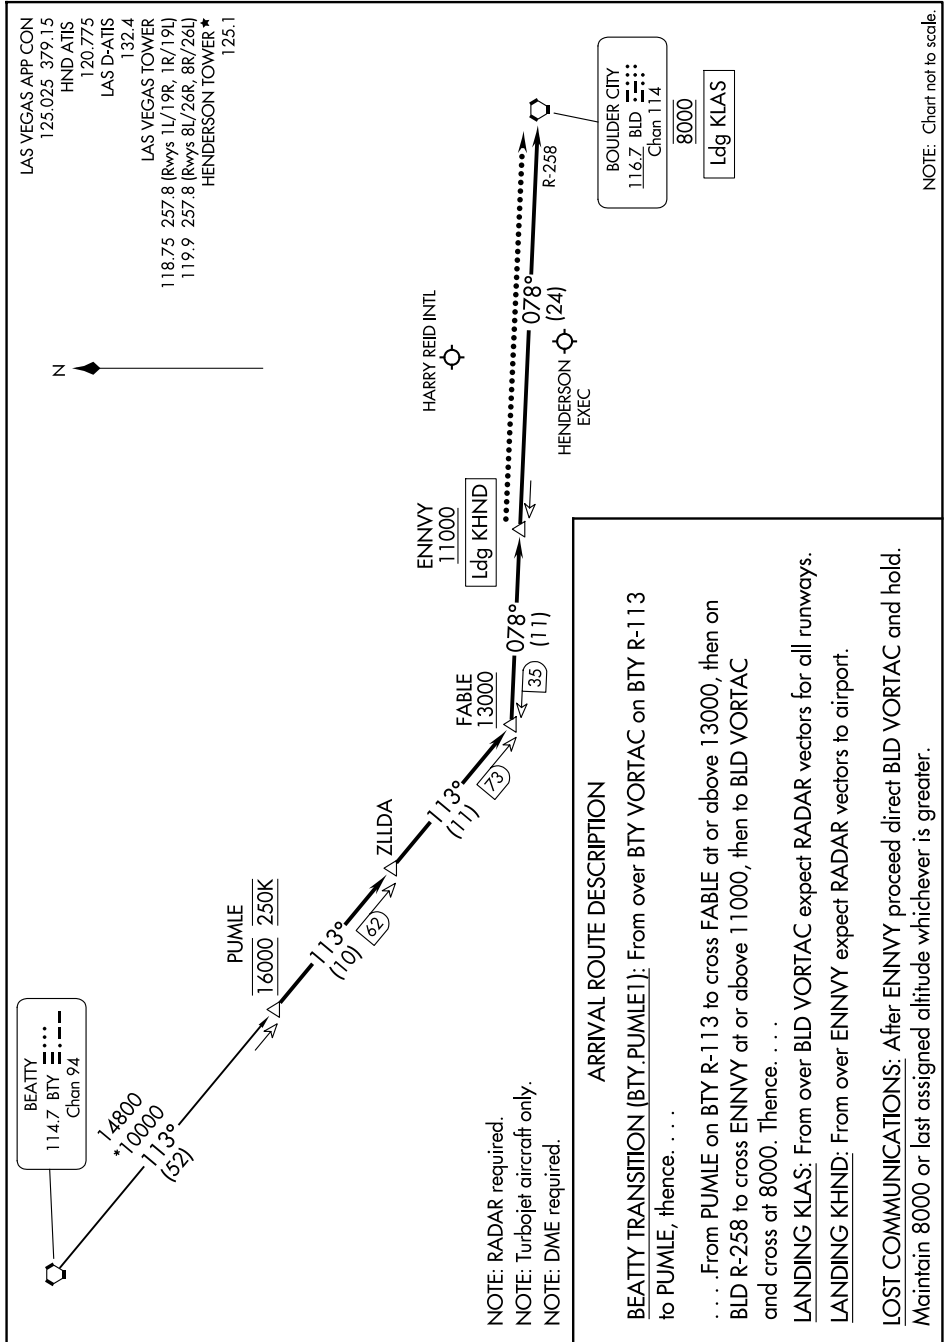 LAS VEGAS APP CON
125.025 379.15
HND ATIS
120.775
LAS D-ATIS
132.4
LAS VEGAS TOWER
118.75 257.8 (Rwys 1L/19R, 1R/19L)
119.9 257.8 (Rwys 8L/26R, 8R/26L)
HENDERSON TOWER★
125.1
N
BEATTY
114.7 BTY
Chan 94
14800
*10000
113°
(52)
PUMLE
16000 250K
113°
(10)
62
ZLLDA
113°
(11)
73
FABLE
13000
35
078°
(11)
ENNVY
11000
Ldg KHND
HARRY REID INTL
HENDERSON
EXEC
078°
(24)
R-258
BOULDER CITY
116.7 BLD
Chan 114
8000
Ldg KLAS
NOTE: RADAR required.
NOTE: Turbojet aircraft only.
NOTE: DME required.
NOTE: Chart not to scale.
ARRIVAL ROUTE DESCRIPTION
BEATTY TRANSITION (BTY.PUMLE1): From over BTY VORTAC on BTY R-113
to PUMLE, thence. . . .
. . . .From PUMLE on BTY R-113 to cross FABLE at or above 13000, then on
BLD R-258 to cross ENNVY at or above 11000, then to BLD VORTAC
and cross at 8000. Thence. . . .
LANDING KLAS: From over BLD VORTAC expect RADAR vectors for all runways.
LANDING KHND: From over ENNVY expect RADAR vectors to airport.
LOST COMMUNICATIONS: After ENNVY proceed direct BLD VORTAC and hold.
Maintain 8000 or last assigned altitude whichever is greater.